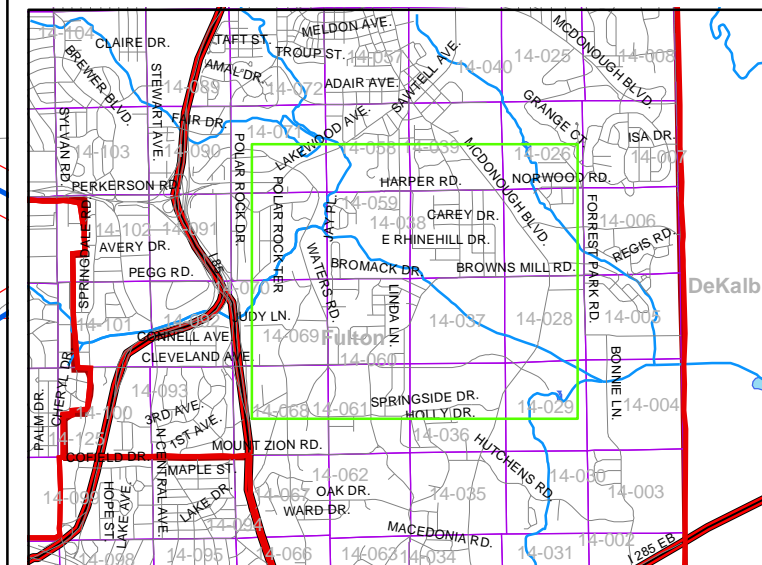 14-104
CLAIRE DR.
TAFT ST.
MELDON AVE.
MCDONOUGH BLVD.
BREWER BLVD.
TROUP ST.
14-057
SAWTELL AVE.
14-040
14-025
14-008
STEWART AVE.
14-089
AMAL DR.
14-072
ADAIR AVE.
SYLVAN RD.
FAIR DR.
14-071
LAKEWOOD AVE.
GRANGE CT.
ISA DR.
14-103
14-090
POLAR ROCK DR.
14-058
14-039
MCDONOUGH BLVD.
14-026
14-007
PERKERSON RD.
POLAR ROCK TER
HARPER RD.
NORWOOD RD.
SPRINGDALE RD.
14-102
14-091
14-059
14-038
CAREY DR.
FORREST PARK RD.
14-006
AVERY DR.
I 85
JAY PL.
E RHINEHILL DR.
REGIS RD.
PEGG RD.
WATERS RD.
BROMACK DR.
BROWNS MILL RD.
14-070
LINDA LN.
DeKalb
14-101
14-092
JUDY LN.
14-037
14-028
14-005
CONNELL AVE.
14-069
Fulton
CLEVELAND AVE.
14-060
BONNIE LN.
PALM DR.
CHERYL DR.
14-093
14-100
3RD AVE.
14-068
14-061
SPRINGSIDE DR.
HOLLY DR.
14-029
14-004
14-125
1ST AVE.
14-036
COFIELD DR.
N CENTRAL AVE.
MOUNT ZION RD.
HUTCHENS RD.
MAPLE ST.
14-062
14-030
14-099
HOPE ST.
LAKE AVE.
LAKE DR.
14-067
OAK DR.
14-035
14-003
WARD DR.
14-094
MACEDONIA RD.
14-002
14-098
14-095
14-066
14-063
14-034
14-031
I 285 EB